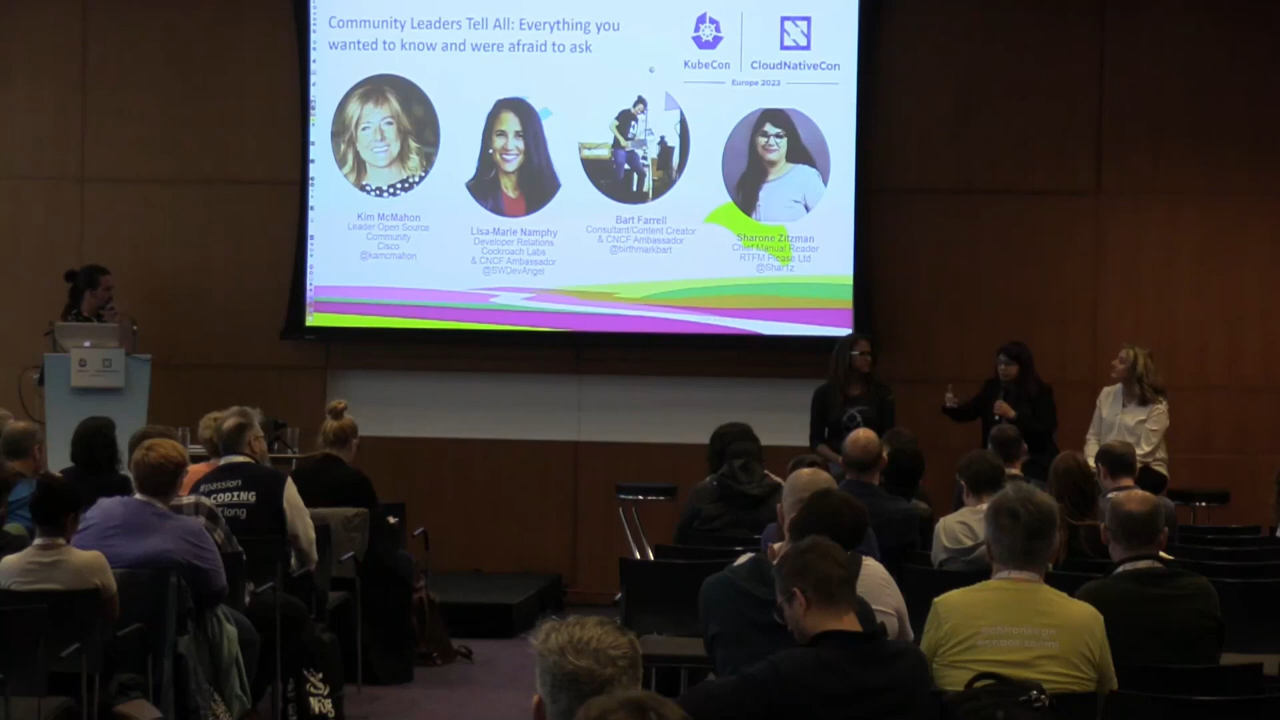 Community Leaders Tell All: Everything you
wanted to know and were afraid to ask
KubeCon
CloudNativeCon
Europe 2023
Kim McMahon
Leader Open Source
Community
Cisco
@kamcmahon
Lisa-Marie Namphy
Developer Relations
Cockroach Labs
& CNCF Ambassador
@SWDevAngel
Bart Farrell
Consultant/Content Creator
& CNCF Ambassador
@birthmarkbart
Sharone Zitzman
Chief Manual Reader
RTFM Please Ltd
@shar1z
#passion
CODING
long